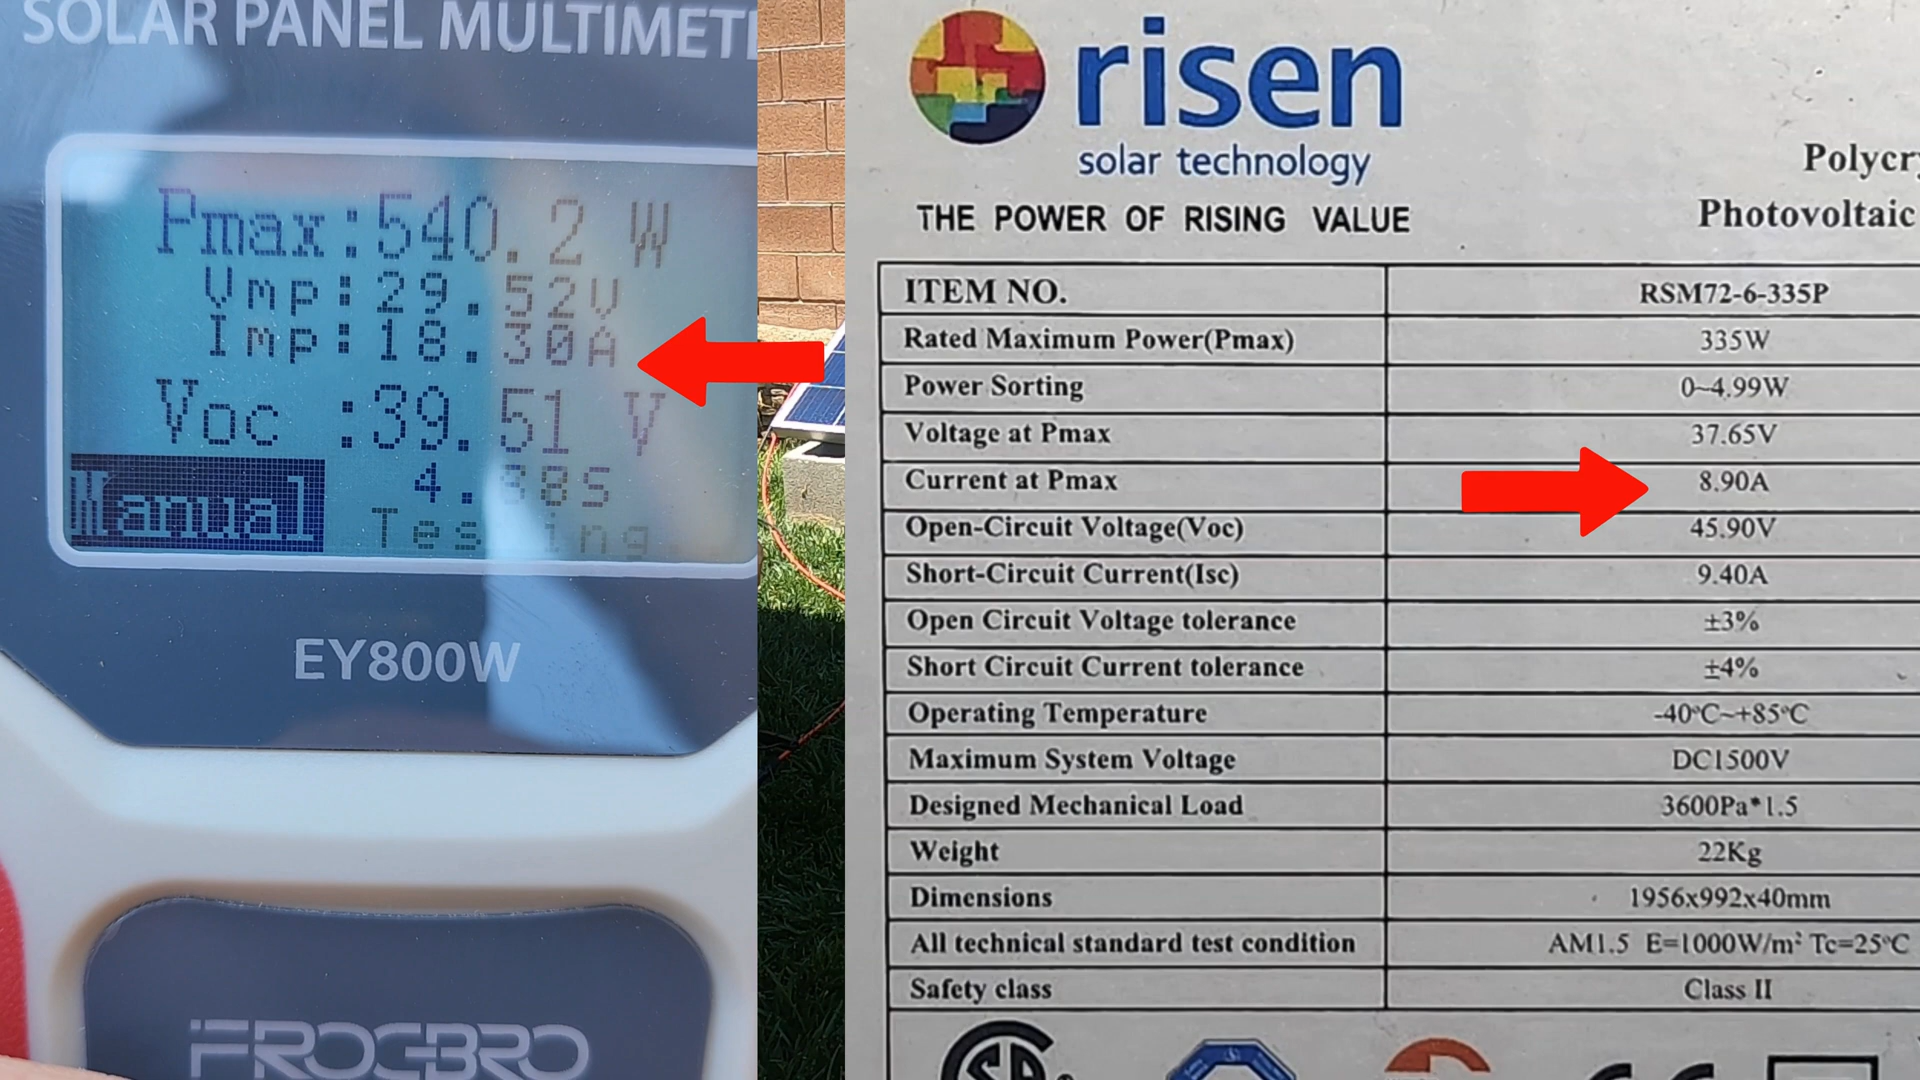 SOLAR PANEL MULTIMET
Pmax:540.2 W
Vmp:29.52V
Imp:18.30A
Voc :39.51 V
Manual
EY800W
FROGBRO
risen
solar technology
THE POWER OF RISING VALUE
Polycry
Photovoltaic
ITEM NO. RSM72-6-335P
Rated Maximum Power(Pmax) 335W
Power Sorting 0~4.99W
Voltage at Pmax 37.65V
Current at Pmax 8.90A
Open-Circuit Voltage(Voc) 45.90V
Short-Circuit Current(Isc) 9.40A
Open Circuit Voltage tolerance ±3%
Short Circuit Current tolerance ±4%
Operating Temperature -40°C~+85°C
Maximum System Voltage DC1500V
Designed Mechanical Load 3600Pa*1.5
Weight 22Kg
Dimensions 1956x992x40mm
All technical standard test condition AM1.5 E=1000W/m² Tc=25°C
Safety class Class II